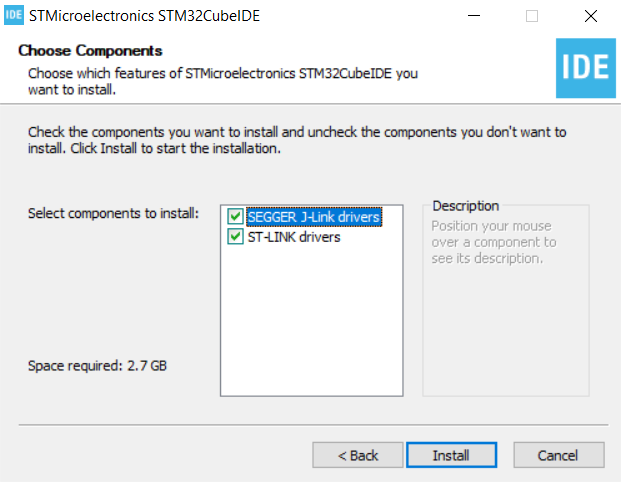 IDE STMicroelectronics STM32CubeIDE
Choose Components
Choose which features of STMicroelectronics STM32CubeIDE you
want to install.
IDE
Check the components you want to install and uncheck the components you don't want to
install. Click Install to start the installation.
Select components to install:
SEGGER J-Link drivers
ST-LINK drivers
Description
Position your mouse
over a component to
see its description.
Space required: 2.7 GB
< Back
Install
Cancel